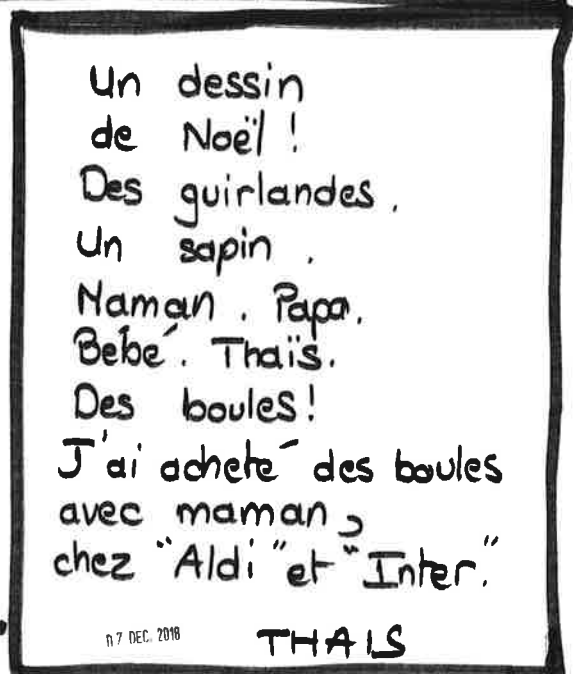 Un dessin
de Noël !
Des guirlandes.
Un sapin.
Maman. Papa.
Bébé. Thaïs.
Des boules!
J'ai acheté des boules
avec maman,
chez "Aldi" et "Inter."
07 DEC. 2018
THAIS